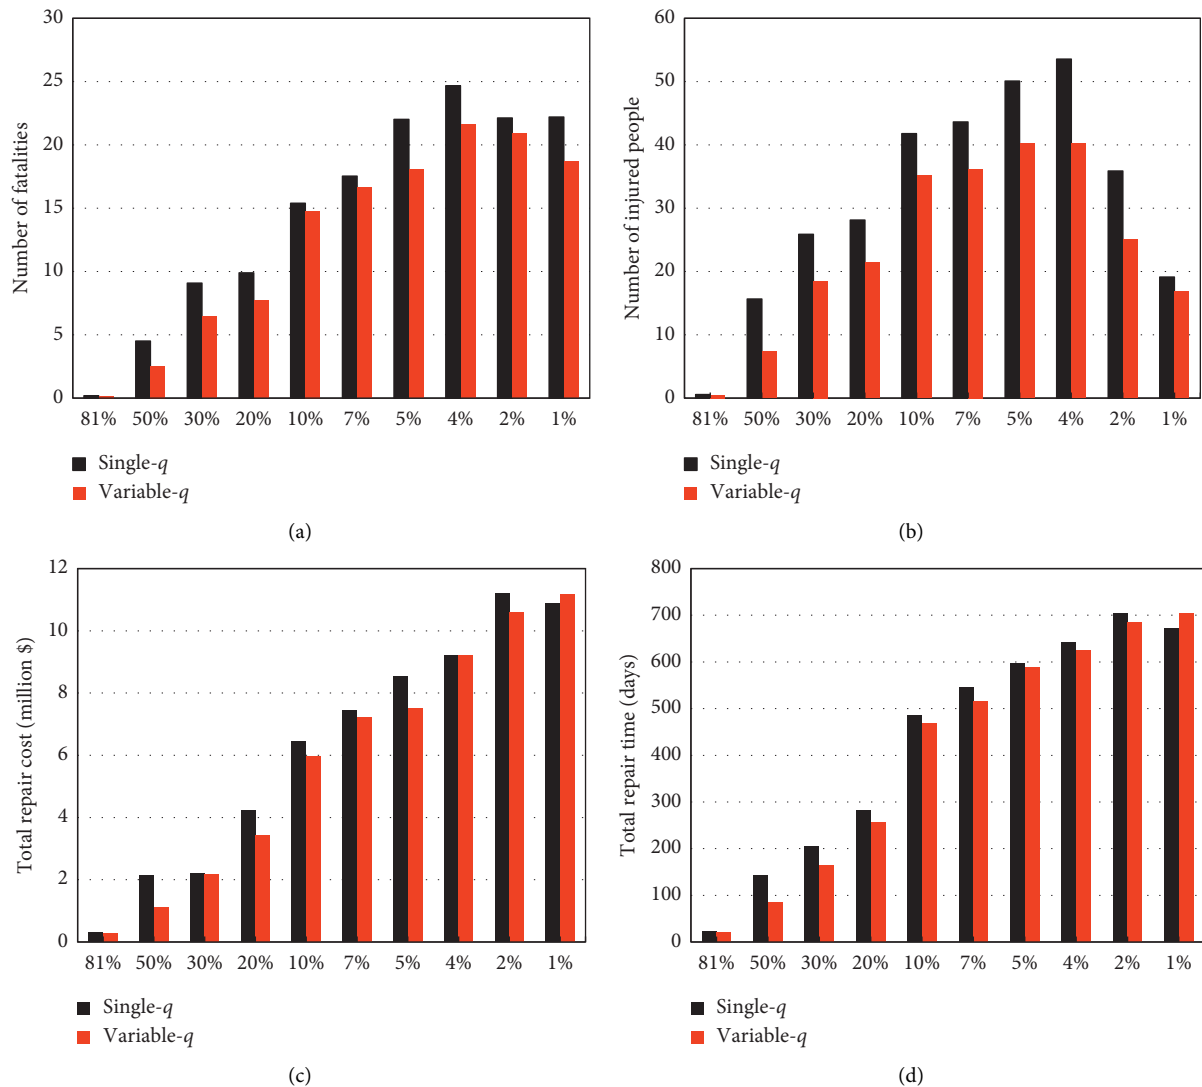 Number of fatalities
30
25
20
15
10
5
0
81% 50% 30% 20% 10% 7% 5% 4% 2% 1%
Single-q
Variable-q
(a)
Number of injured people
60
50
40
30
20
10
0
81% 50% 30% 20% 10% 7% 5% 4% 2% 1%
Single-q
Variable-q
(b)
Total repair cost (million $)
12
10
8
6
4
2
0
81% 50% 30% 20% 10% 7% 5% 4% 2% 1%
Single-q
Variable-q
(c)
Total repair time (days)
800
700
600
500
400
300
200
100
0
81% 50% 30% 20% 10% 7% 5% 4% 2% 1%
Single-q
Variable-q
(d)